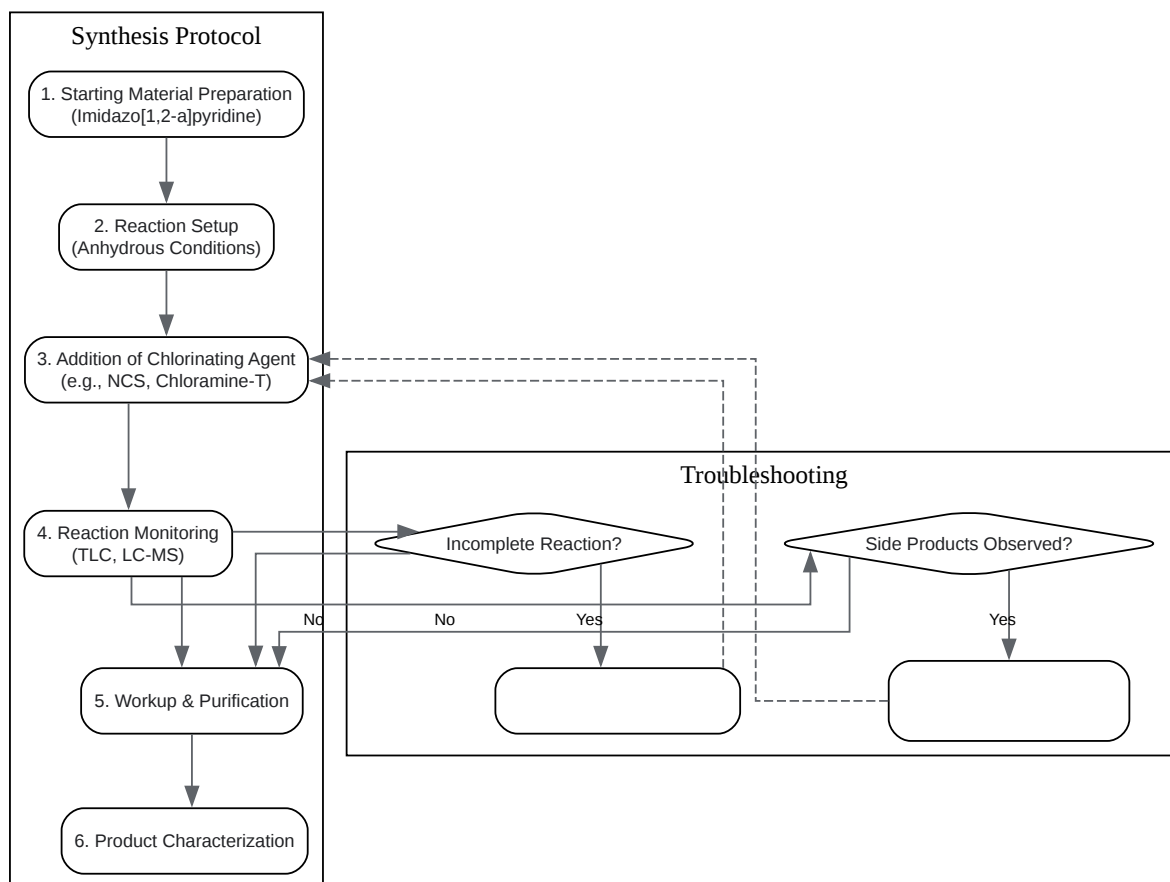 Synthesis Protocol
1. Starting Material Preparation
(Imidazo[1,2-a]pyridine)
2. Reaction Setup
(Anhydrous Conditions)
3. Addition of Chlorinating Agent
(e.g., NCS, Chloramine-T)
Troubleshooting
4. Reaction Monitoring
(TLC, LC-MS)
Incomplete Reaction?
Side Products Observed?
No
No
Yes
Yes
5. Workup & Purification
6. Product Characterization